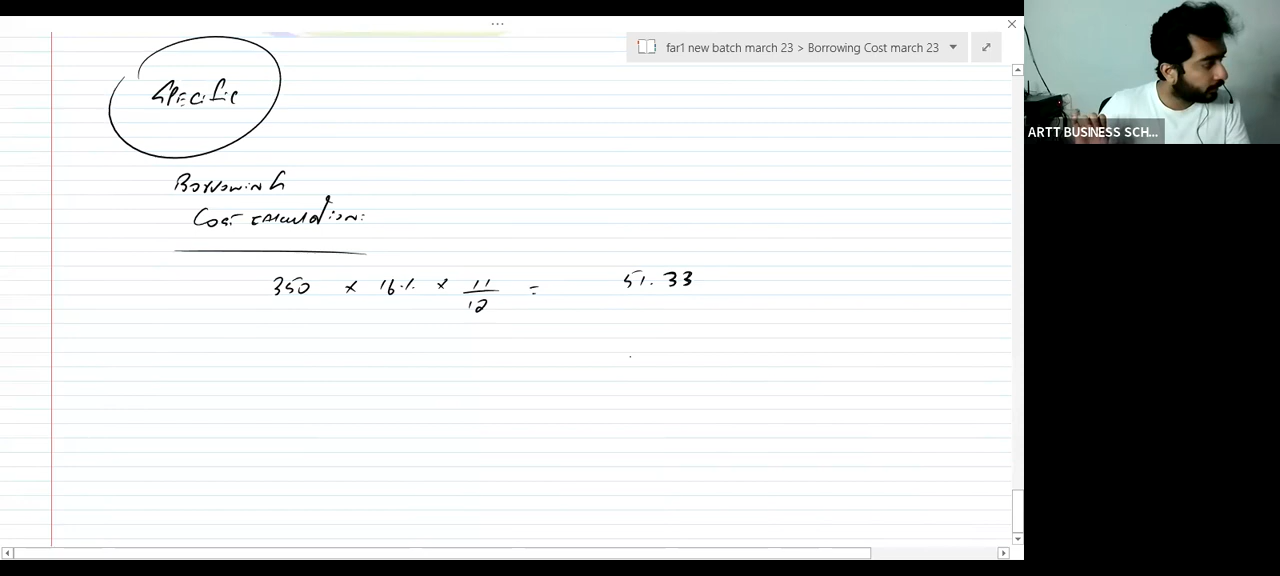 ...
far1 new batch march 23 > Borrowing Cost march 23
ARTT BUSINESS SCH...
Specific
Borrowing
Cost calculation:
350 x 16% x 11/12 = 51.33